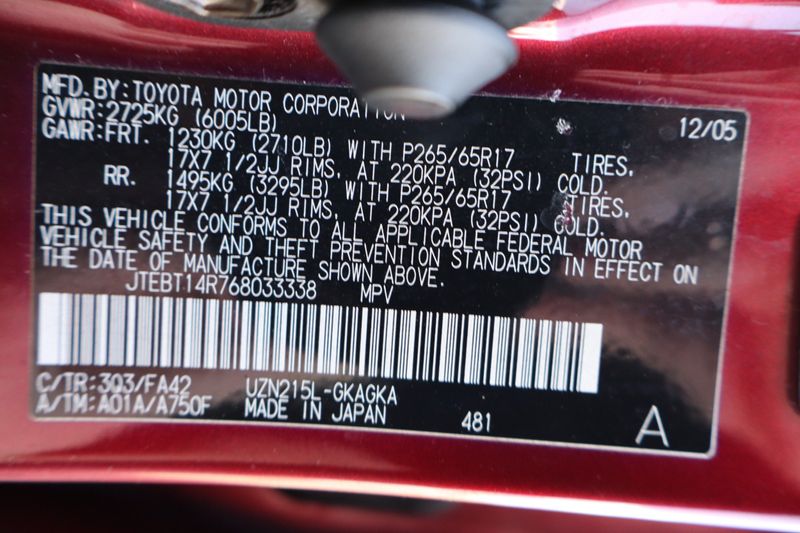 MFD.BY:TOYOTA MOTOR CORPORATION 12/05
GVWR:2725KG (6005LB)
GAWR:FRT. 1230KG (2710LB) WITH P265/65R17 TIRES,
17X7 1/2JJ RIMS, AT 220KPA (32PSI) COLD.
RR. 1495KG (3295LB) WITH P265/65R17 TIRES,
17X7 1/2JJ RIMS, AT 220KPA (32PSI) COLD.
THIS VEHICLE CONFORMS TO ALL APPLICABLE FEDERAL MOTOR
VEHICLE SAFETY AND THEFT PREVENTION STANDARDS IN EFFECT ON
THE DATE OF MANUFACTURE SHOWN ABOVE.
JTEBT14R768033338 MPV
C/TR:3Q3/FA42 UZN215L-GKAGKA
A/TM:A01A/A750F MADE IN JAPAN 481 A